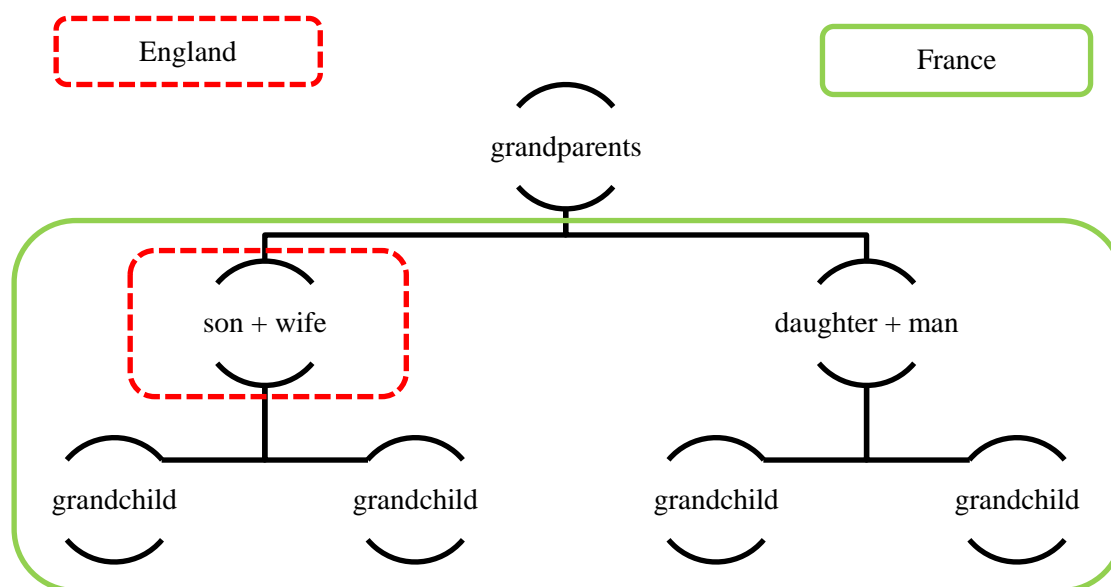 England
France
grandparents
son + wife
daughter + man
grandchild
grandchild
grandchild
grandchild